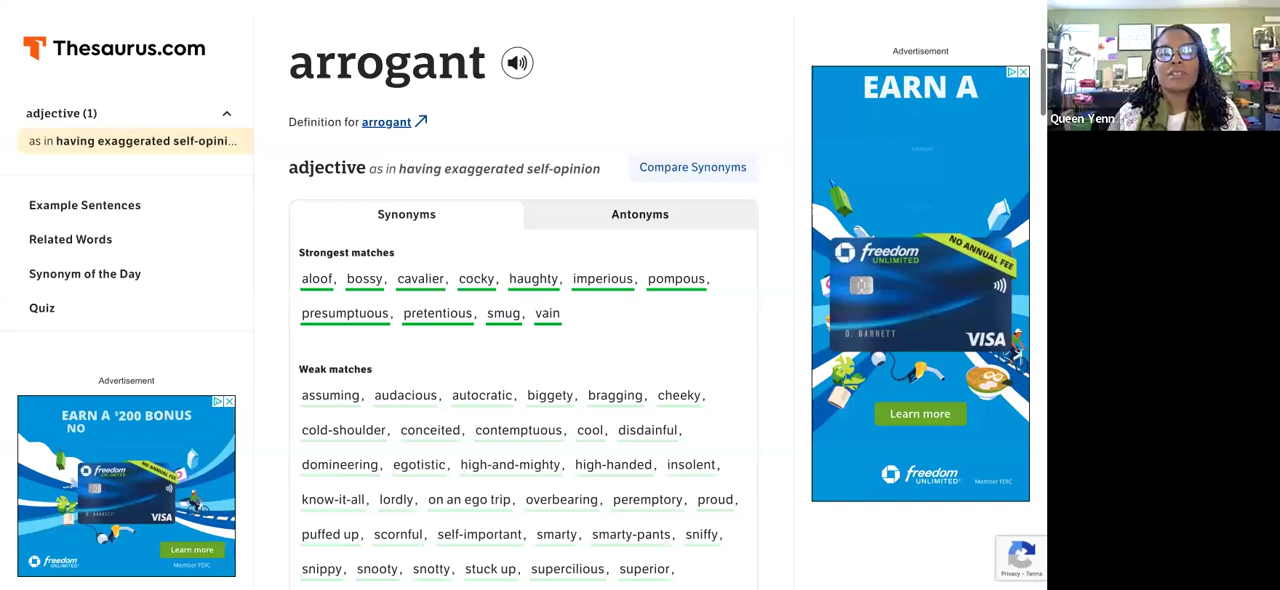 Thesaurus.com
adjective (1)
as in having exaggerated self-opini...
Example Sentences
Related Words
Synonym of the Day
Quiz
Advertisement
EARN A $200 BONUS
NO
freedom
UNLIMITED
NO ANNUAL FEE
VISA
Learn more
freedom
UNLIMITED
Member FDIC
arrogant
Definition for arrogant
adjective as in having exaggerated self-opinion
Compare Synonyms
Synonyms
Antonyms
Strongest matches
aloof, bossy, cavalier, cocky, haughty, imperious, pompous,
presumptuous, pretentious, smug, vain
Weak matches
assuming, audacious, autocratic, biggety, bragging, cheeky,
cold-shoulder, conceited, contemptuous, cool, disdainful,
domineering, egotistic, high-and-mighty, high-handed, insolent,
know-it-all, lordly, on an ego trip, overbearing, peremptory, proud,
puffed up, scornful, self-important, smarty, smarty-pants, sniffy,
snippy, snooty, snotty, stuck up, supercilious, superior,
Advertisement
EARN A
freedom
UNLIMITED
NO ANNUAL FEE
D. BARRETT
VISA
Learn more
freedom
UNLIMITED
Member FDIC
Privacy - Terms
Queen Yenn